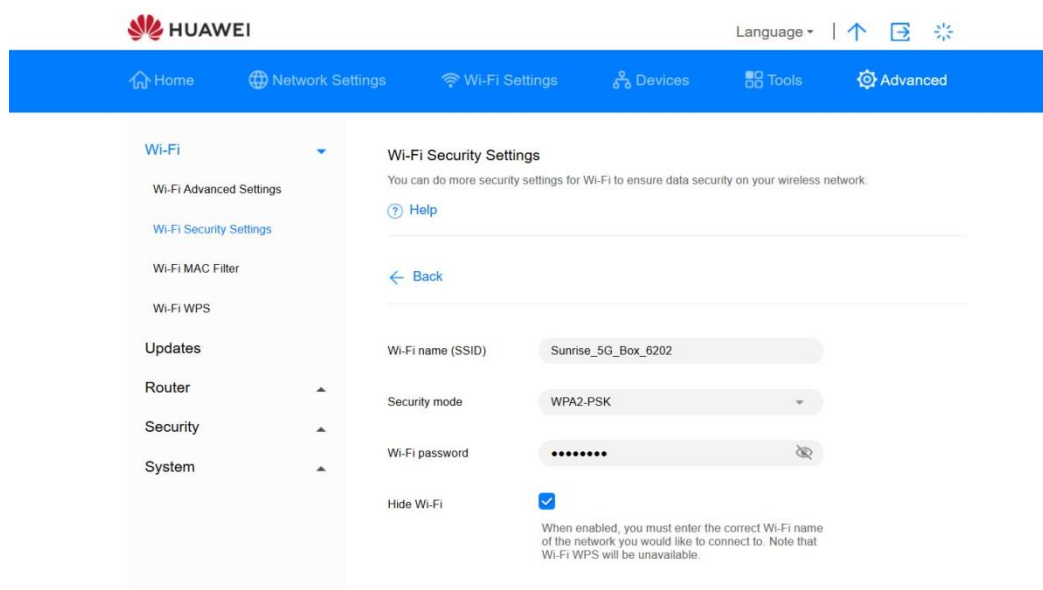 HUAWEI
Language
Home Network Settings Wi-Fi Settings Devices Tools Advanced
Wi-Fi
Wi-Fi Advanced Settings
Wi-Fi Security Settings
Wi-Fi MAC Filter
Wi-Fi WPS
Updates
Router
Security
System
Wi-Fi Security Settings
You can do more security settings for Wi-Fi to ensure data security on your wireless network.
? Help
Back
Wi-Fi name (SSID) Sunrise_5G_Box_6202
Security mode WPA2-PSK
Wi-Fi password ••••••••
Hide Wi-Fi
When enabled, you must enter the correct Wi-Fi name
of the network you would like to connect to. Note that
Wi-Fi WPS will be unavailable.